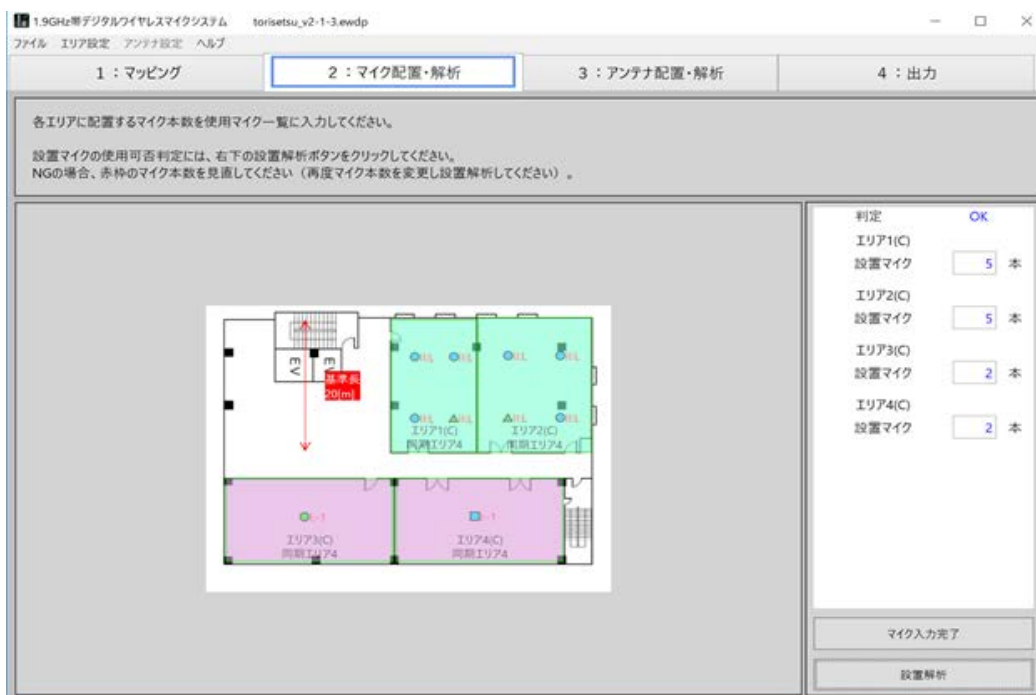 1.9GHz帯デジタルワイヤレスマイクシステム torisetsu_v2-1-3.ewdp
ファイル エリア設定 アンテナ設定 ヘルプ
1：マッピング
2：マイク配置・解析
3：アンテナ配置・解析
4：出力
各エリアに配置するマイク本数を使用マイク一覧に入力してください。
設置マイクの使用可否判定には、右下の設置解析ボタンをクリックしてください。
NGの場合、赤枠のマイク本数を見直してください（再度マイク本数を変更し設置解析してください）。
EV
EV
基準長
20[m]
エリア1(C)
同期エリア4
エリア2(C)
同期エリア4
エリア3(C)
同期エリア4
エリア4(C)
同期エリア4
判定 OK
エリア1(C)
設置マイク 5 本
エリア2(C)
設置マイク 5 本
エリア3(C)
設置マイク 2 本
エリア4(C)
設置マイク 2 本
マイク入力完了
設置解析